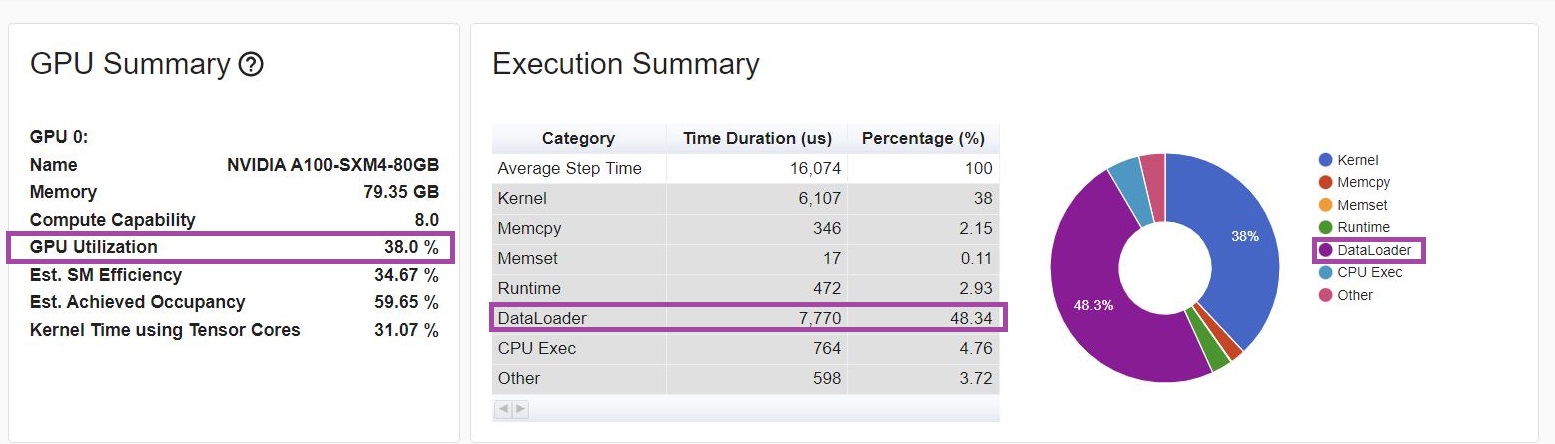 GPU Summary ?
GPU 0:
Name NVIDIA A100-SXM4-80GB
Memory 79.35 GB
Compute Capability 8.0
GPU Utilization 38.0 %
Est. SM Efficiency 34.67 %
Est. Achieved Occupancy 59.65 %
Kernel Time using Tensor Cores 31.07 %
Execution Summary
Category Time Duration (us) Percentage (%)
Average Step Time 16,074 100
Kernel 6,107 38
Memcpy 346 2.15
Memset 17 0.11
Runtime 472 2.93
DataLoader 7,770 48.34
CPU Exec 764 4.76
Other 598 3.72
38%
48.3%
Kernel
Memcpy
Memset
Runtime
DataLoader
CPU Exec
Other